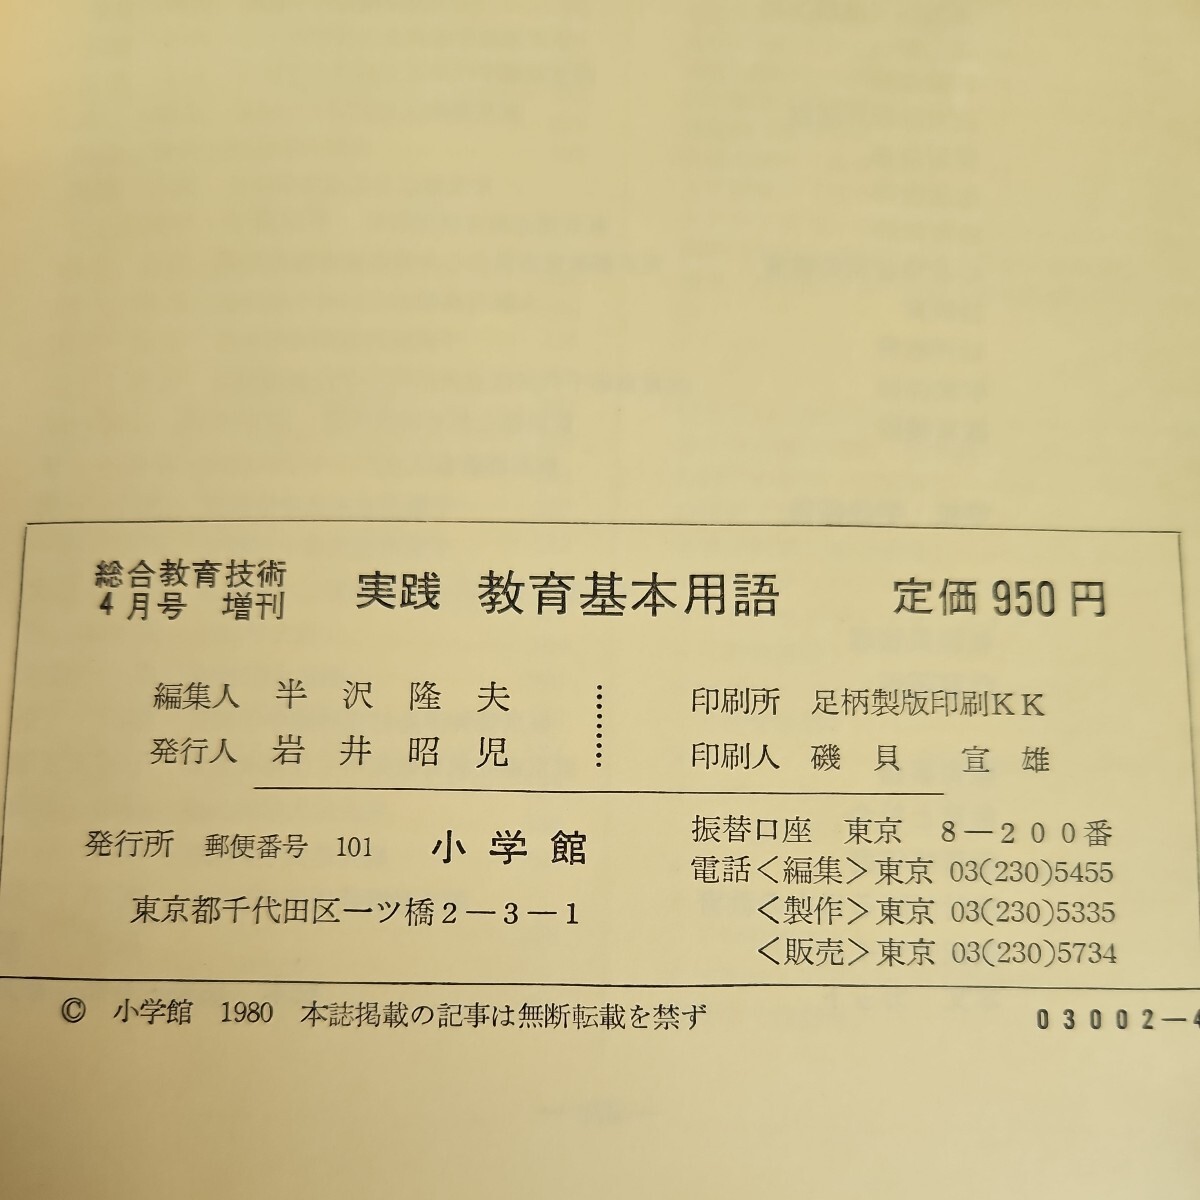 総合教育技術
4月号 増刊
実践 教育基本用語 定価950円
編集人 半沢隆夫
発行人 岩井昭児
印刷所 足柄製版印刷KK
印刷人 磯貝 宣雄
発行所 郵便番号 101 小学館
東京都千代田区一ツ橋2－3－1
振替口座 東京 8－200番
電話＜編集＞東京 03(230)5455
＜製作＞東京 03(230)5335
＜販売＞東京 03(230)5734
© 小学館 1980 本誌掲載の記事は無断転載を禁ず
03002－4